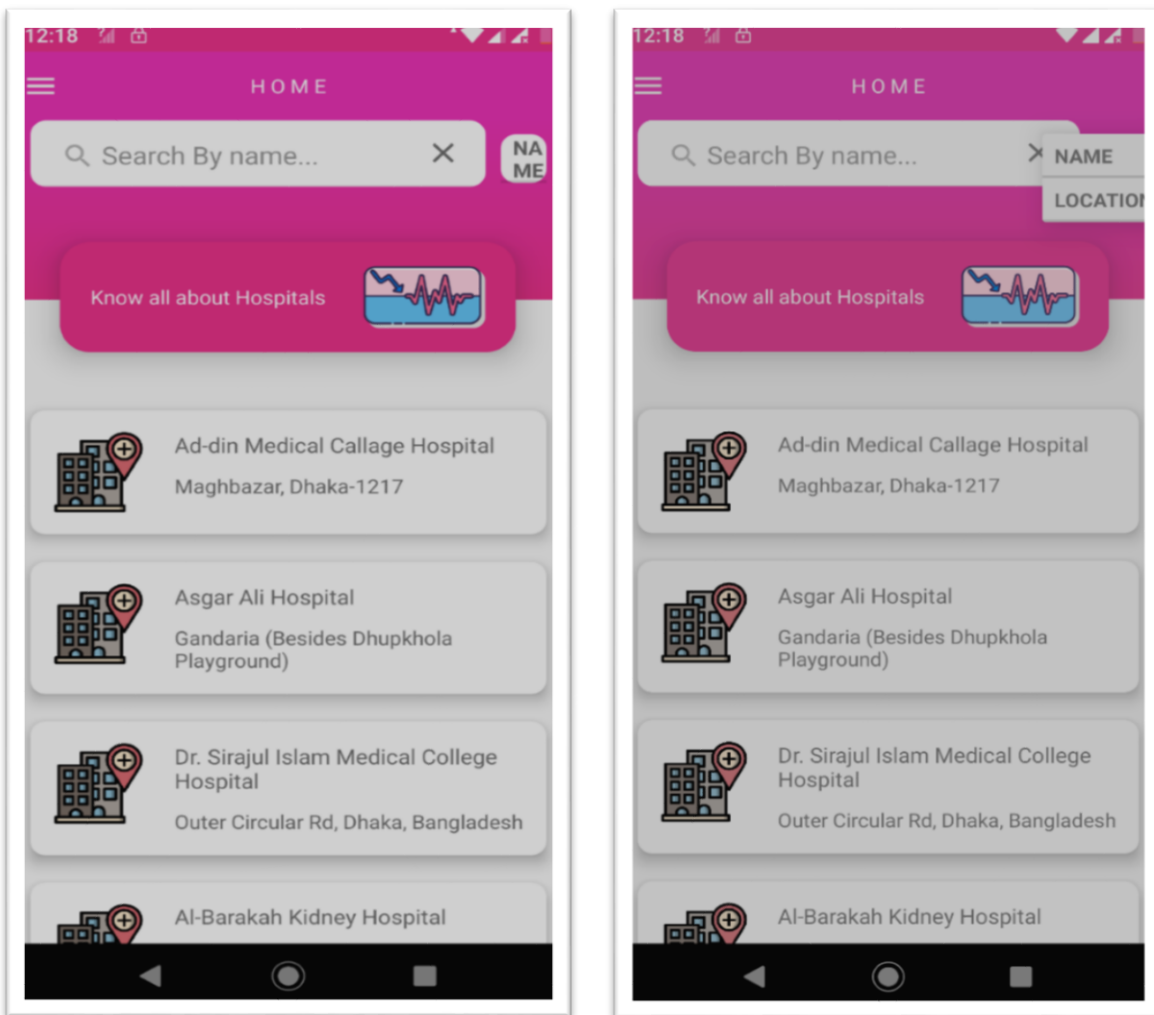 12:18
HOME
Search By name...
NA
ME
Know all about Hospitals
Ad-din Medical Callage Hospital
Maghbazar, Dhaka-1217
Asgar Ali Hospital
Gandaria (Besides Dhupkhola
Playground)
Dr. Sirajul Islam Medical College
Hospital
Outer Circular Rd, Dhaka, Bangladesh
Al-Barakah Kidney Hospital
12:18
HOME
Search By name...
NAME
LOCATION
Know all about Hospitals
Ad-din Medical Callage Hospital
Maghbazar, Dhaka-1217
Asgar Ali Hospital
Gandaria (Besides Dhupkhola
Playground)
Dr. Sirajul Islam Medical College
Hospital
Outer Circular Rd, Dhaka, Bangladesh
Al-Barakah Kidney Hospital